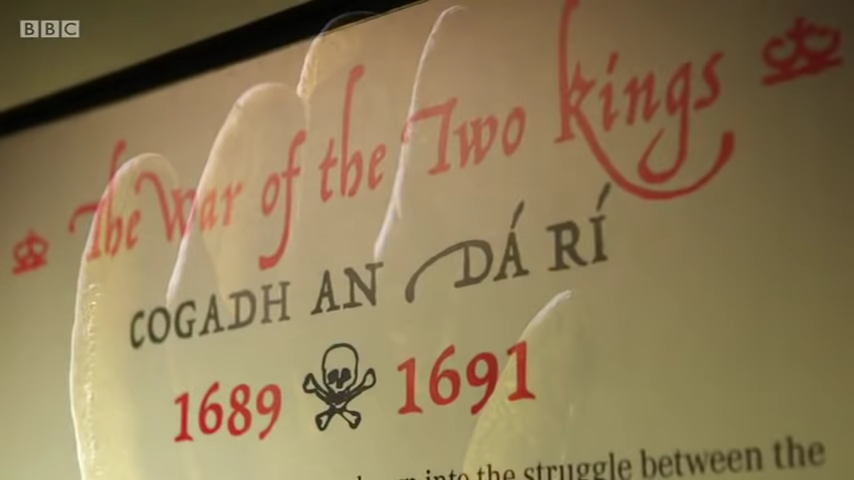 BBC
The War of the Two Kings
COGADH AN DÁ RÍ
1689 1691
into the struggle between the